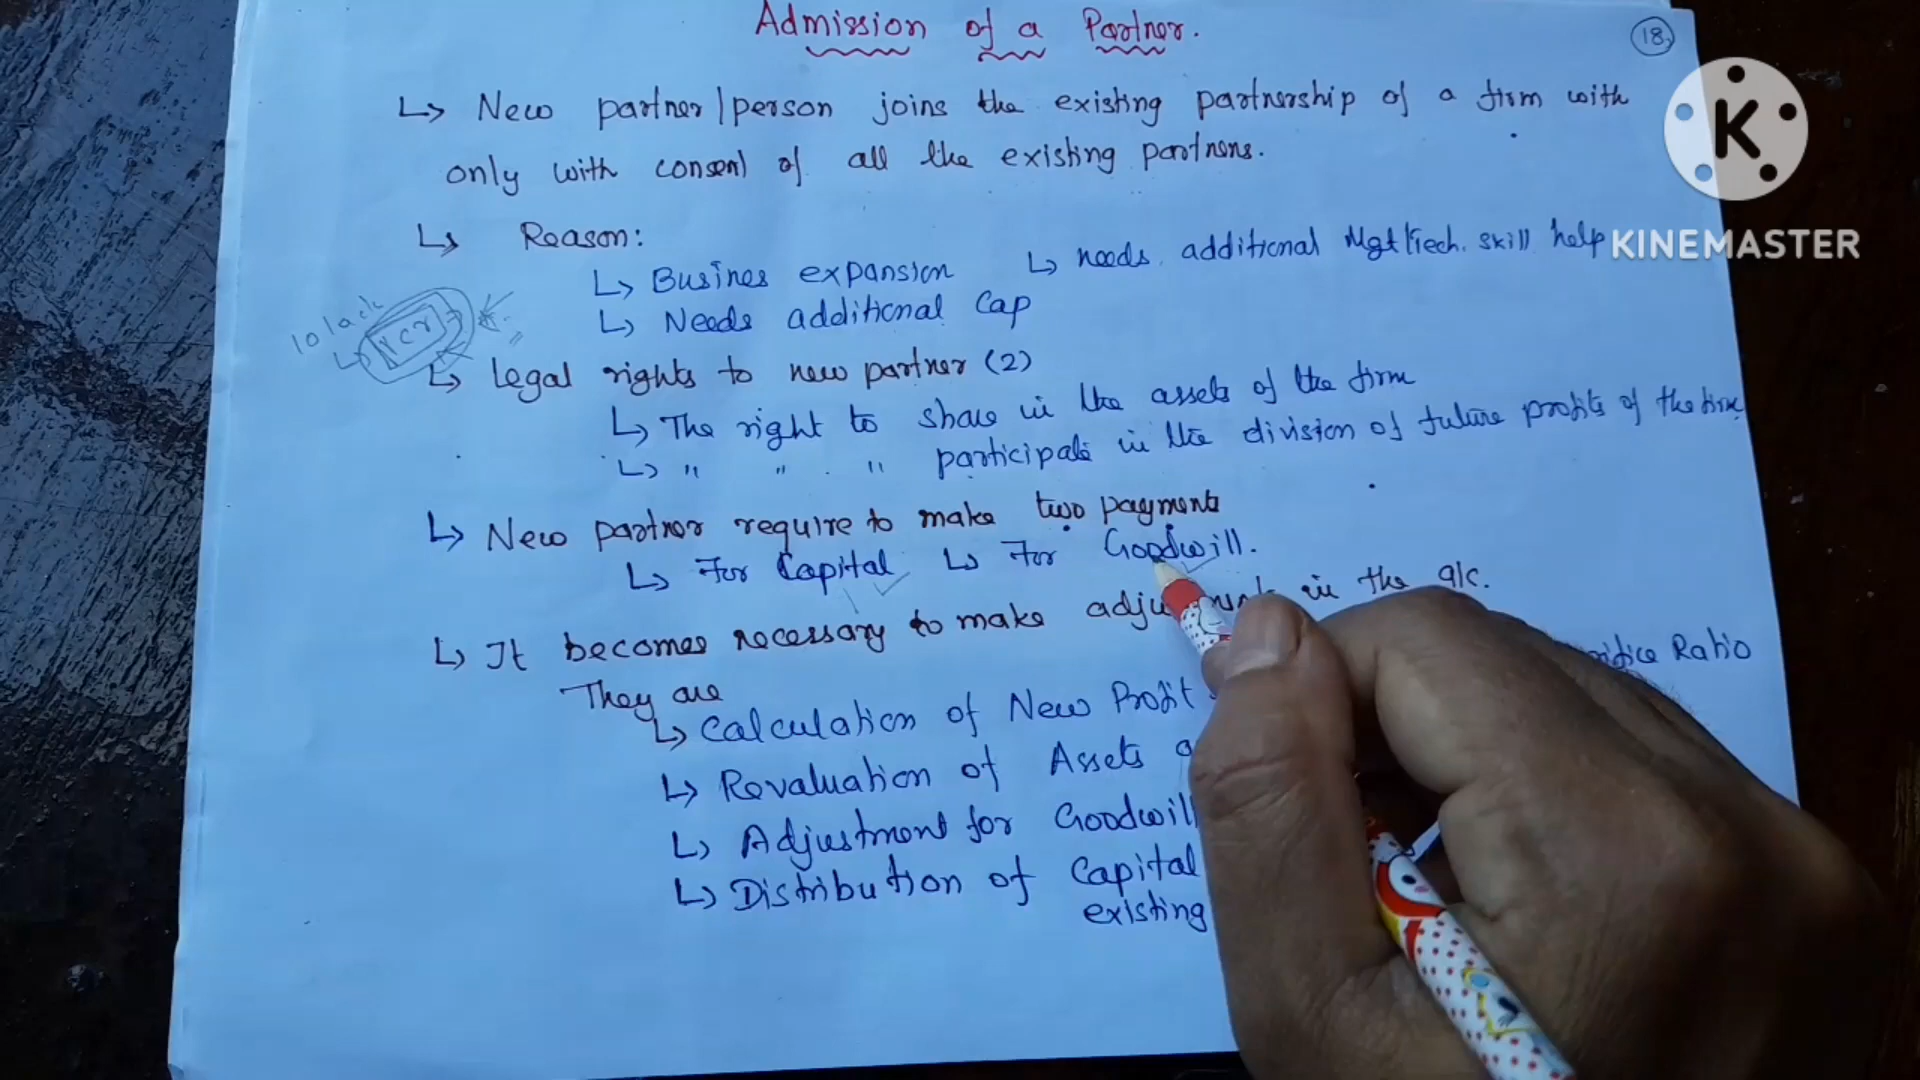 Admission of a Partner.
18
New partner/person joins the existing partnership of a firm with
only with consent of all the existing partners.
Reason:
Busines expansion
needs additional Mgt/Tech. skill help
Needs additional Cap
10 lack
1 cr
Legal rights to new partner (2)
The right to share in the assets of the firm
" " " participate in the division of future profits of the firm
New partner require to make two payments
For Capital For Goodwill.
It becomes necessary to make in the a/c.
They are
Calculation of New Profit Ratio
Revaluation of Assets
Adjustment for Goodwill
Distribution of Capital
existing
K
KINEMASTER